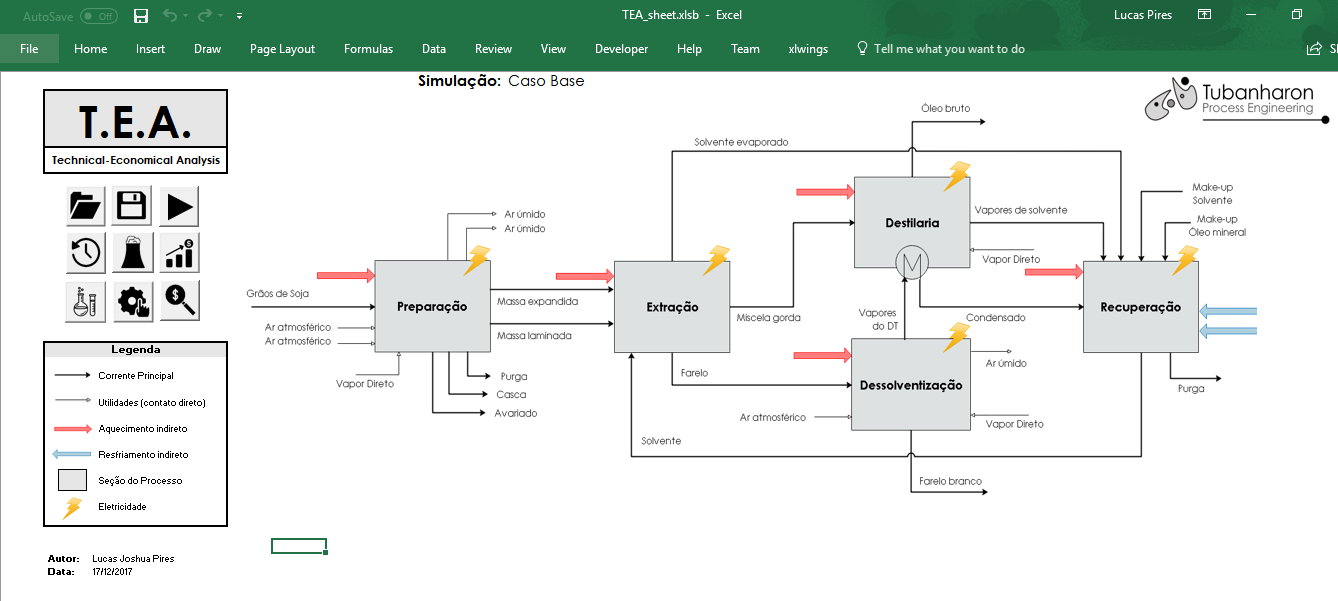 AutoSave Off
TEA_sheet.xlsb - Excel
Lucas Pires
File Home Insert Draw Page Layout Formulas Data Review View Developer Help Team xlwings Tell me what you want to do
Simulação: Caso Base
Tubanharon
Process Engineering
T.E.A.
Technical-Economical Analysis
Legenda
Corrente Principal
Utilidades (contato direto)
Aquecimento indireto
Resfriamento indireto
Seção do Processo
Eletricidade
Autor: Lucas Joshua Pires
Data: 17/12/2017
Grãos de Soja
Ar atmosférico
Ar atmosférico
Vapor Direto
Ar úmido
Ar úmido
Preparação
Massa expandida
Massa laminada
Purga
Casca
Avariado
Solvente evaporado
Extração
Miscela gorda
Farelo
Solvente
Óleo bruto
Destilaria
M
Vapores de solvente
Vapor Direto
Vapores
do DT
Condensado
Dessolventização
Ar úmido
Ar atmosférico
Vapor Direto
Farelo branco
Make-up
Solvente
Make-up
Óleo mineral
Recuperação
Purga